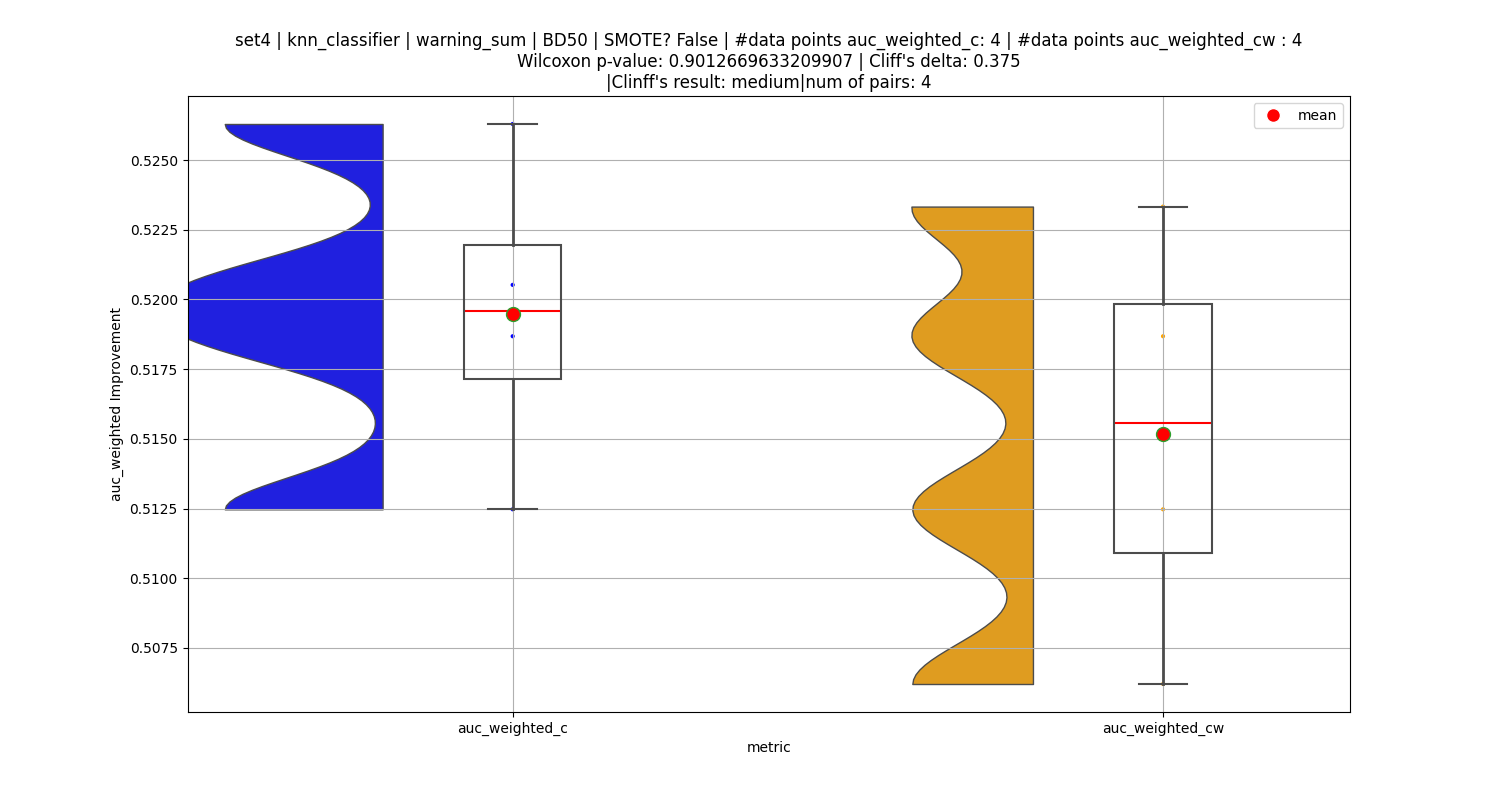 set4 | knn_classifier | warning_sum | BD50 | SMOTE? False | #data points auc_weighted_c: 4 | #data points auc_weighted_cw : 4
Wilcoxon p-value: 0.9012669633209907 | Cliff's delta: 0.375
|Clinff's result: medium|num of pairs: 4
mean
0.5250
0.5225
0.5200
0.5175
0.5150
0.5125
0.5100
0.5075
auc_weighted Improvement
auc_weighted_c
auc_weighted_cw
metric